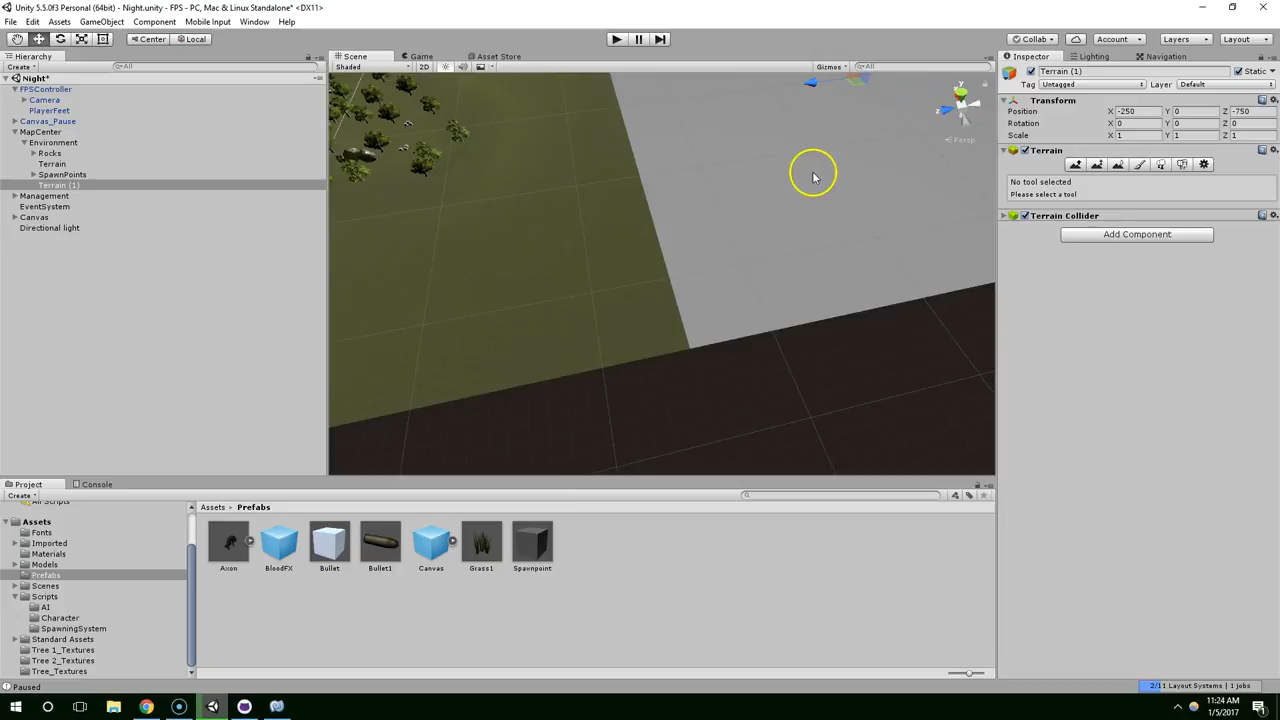 Unity 5.5.0f3 Personal (64bit) - Night.unity - FPS - PC, Mac & Linux Standalone* <DX11>
File Edit Assets GameObject Component Mobile Input Window Help
Center Local
Collab Account Layers Layout
Hierarchy
Create All
Night*
FPSController
Camera
PlayerFeet
Canvas_Pause
MapCenter
Environment
Rocks
Terrain
SpawnPoints
Terrain (1)
Management
EventSystem
Canvas
Directional light
Scene Game Asset Store
Shaded 2D Gizmos All
y
z
Persp
Inspector Lighting Navigation
Terrain (1) Static
Tag Untagged Layer Default
Transform
Position X -250 Y 0 Z -750
Rotation X 0 Y 0 Z 0
Scale X 1 Y 1 Z 1
Terrain
No tool selected
Please select a tool
Terrain Collider
Add Component
Project Console
Create
All Scripts
Assets
Fonts
Imported
Materials
Models
Prefabs
Scenes
Scripts
AI
Character
SpawningSystem
Standard Assets
Tree 1_Textures
Tree 2_Textures
Tree_Textures
Assets Prefabs
Axon BloodFX Bullet Bullet1 Canvas Grass1 Spawnpoint
Paused
2/11 Layout Systems | 1 jobs
11:24 AM
1/5/2017